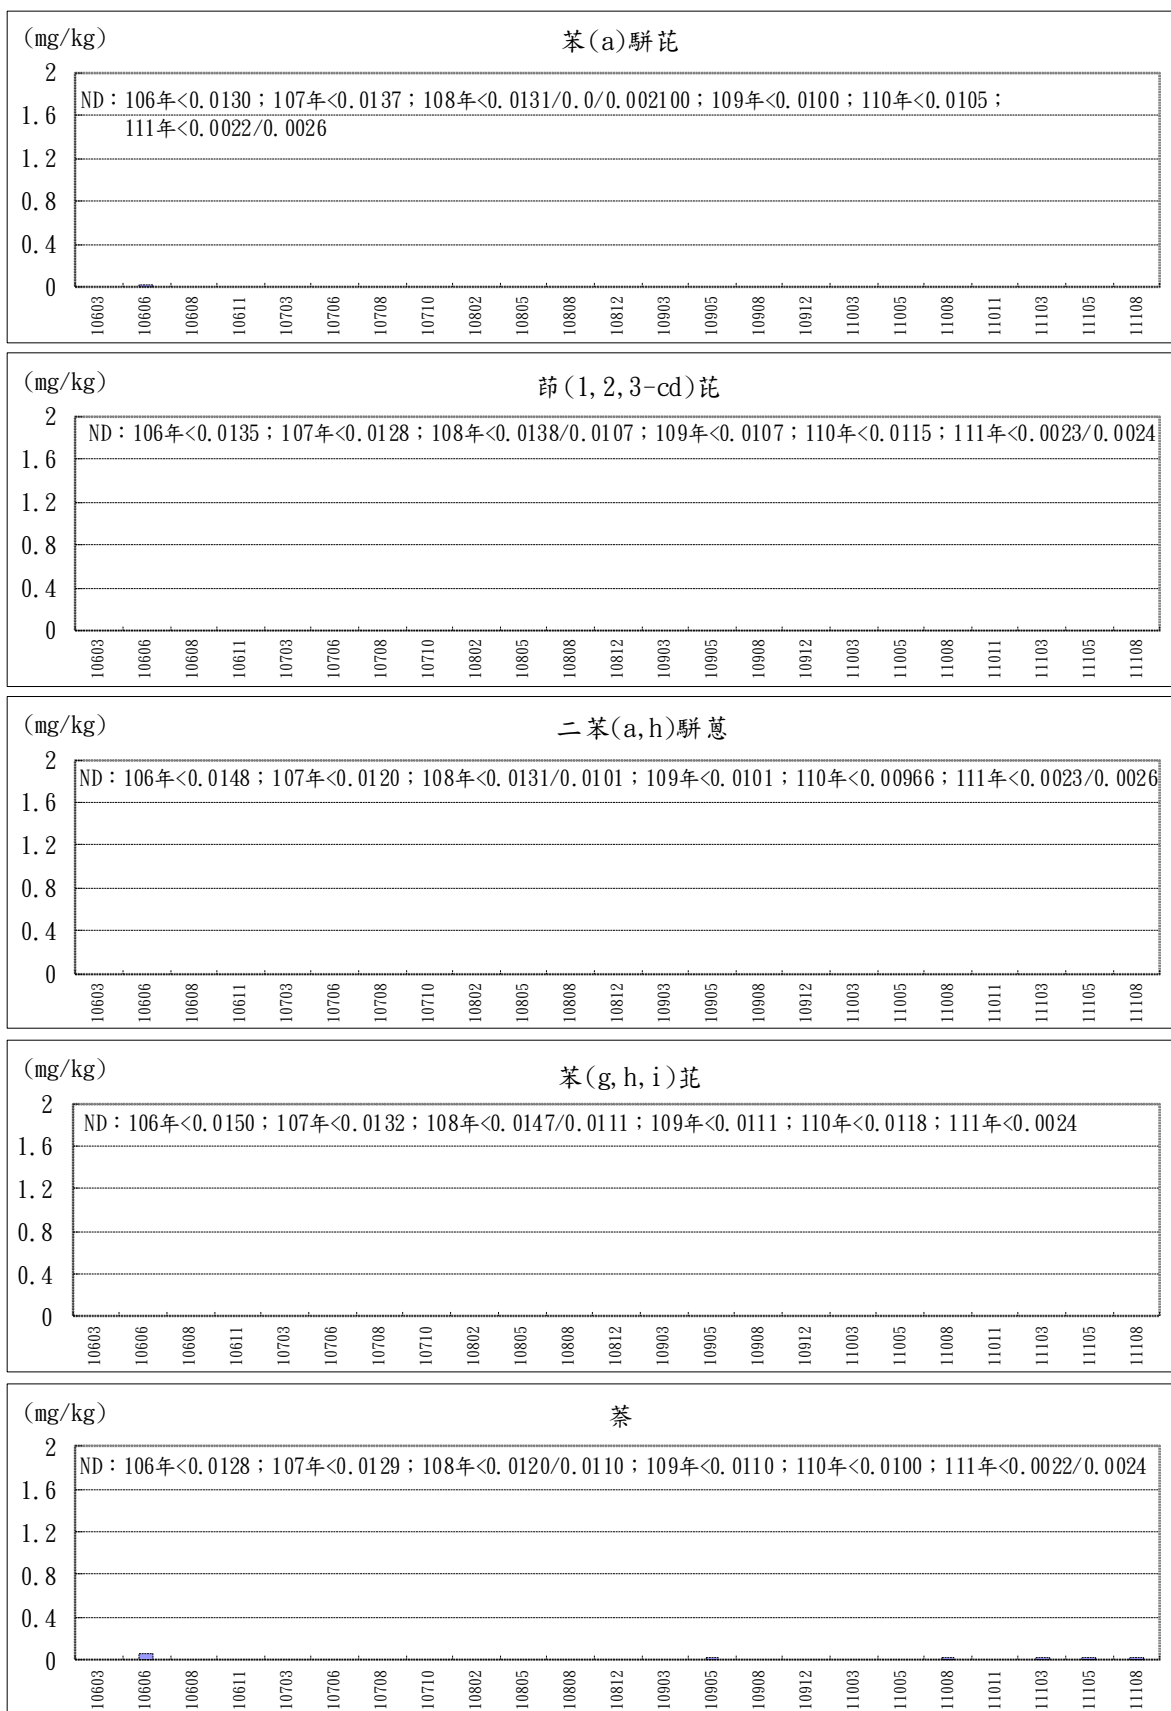 (mg/kg)
苯(a)駢芘
2
ND：106年<0.0130；107年<0.0137；108年<0.0131/0.0/0.002100；109年<0.0100；110年<0.0105；
1.6
111年<0.0022/0.0026
1.2
0.8
0.4
0
10603 10606 10608 10611 10703 10706 10708 10710 10802 10805 10808 10812 10903 10905 10908 10912 11003 11005 11008 11011 11103 11105 11108
(mg/kg)
茚(1,2,3-cd)芘
2
ND：106年<0.0135；107年<0.0128；108年<0.0138/0.0107；109年<0.0107；110年<0.0115；111年<0.0023/0.0024
1.6
1.2
0.8
0.4
0
10603 10606 10608 10611 10703 10706 10708 10710 10802 10805 10808 10812 10903 10905 10908 10912 11003 11005 11008 11011 11103 11105 11108
(mg/kg)
二苯(a,h)駢蒽
2
ND：106年<0.0148；107年<0.0120；108年<0.0131/0.0101；109年<0.0101；110年<0.00966；111年<0.0023/0.0026
1.6
1.2
0.8
0.4
0
10603 10606 10608 10611 10703 10706 10708 10710 10802 10805 10808 10812 10903 10905 10908 10912 11003 11005 11008 11011 11103 11105 11108
(mg/kg)
苯(g,h,i)苝
2
ND：106年<0.0150；107年<0.0132；108年<0.0147/0.0111；109年<0.0111；110年<0.0118；111年<0.0024
1.6
1.2
0.8
0.4
0
10603 10606 10608 10611 10703 10706 10708 10710 10802 10805 10808 10812 10903 10905 10908 10912 11003 11005 11008 11011 11103 11105 11108
(mg/kg)
萘
2
ND：106年<0.0128；107年<0.0129；108年<0.0120/0.0110；109年<0.0110；110年<0.0100；111年<0.0022/0.0024
1.6
1.2
0.8
0.4
0
10603 10606 10608 10611 10703 10706 10708 10710 10802 10805 10808 10812 10903 10905 10908 10912 11003 11005 11008 11011 11103 11105 11108